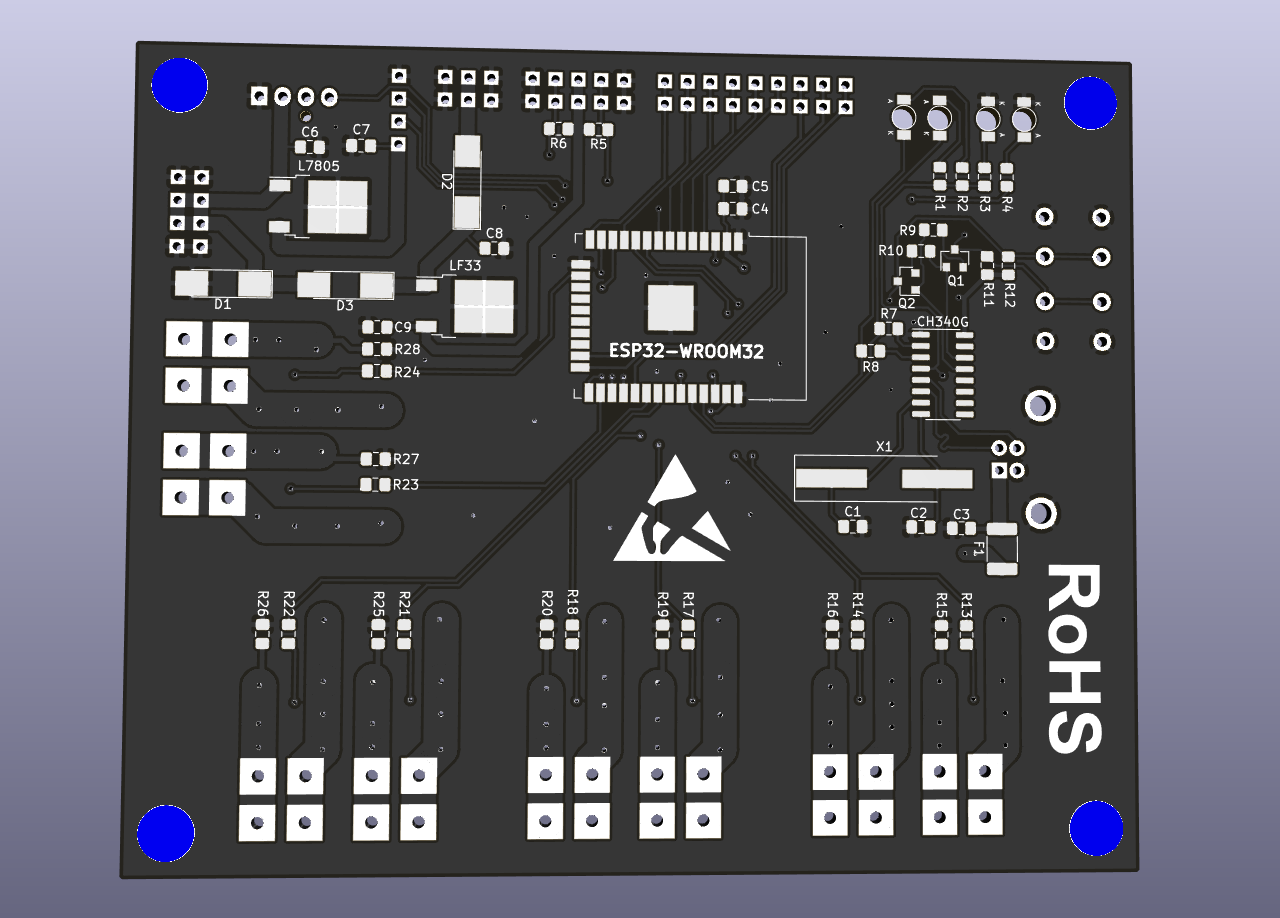 A
K
K
K
K
A
A
C6
C7
R6
R5
L7805
D2
C5
C4
R1
R2
R3
R4
C8
R9
R10
Q1
LF33
Q2
R11
R12
D1
D3
C9
R7
CH340G
R28
ESP32-WROOM32
R8
R24
X1
R27
R23
C1
C2
C3
F1
RoHS
R26
R22
R25
R21
R20
R18
R19
R17
R16
R14
R15
R13